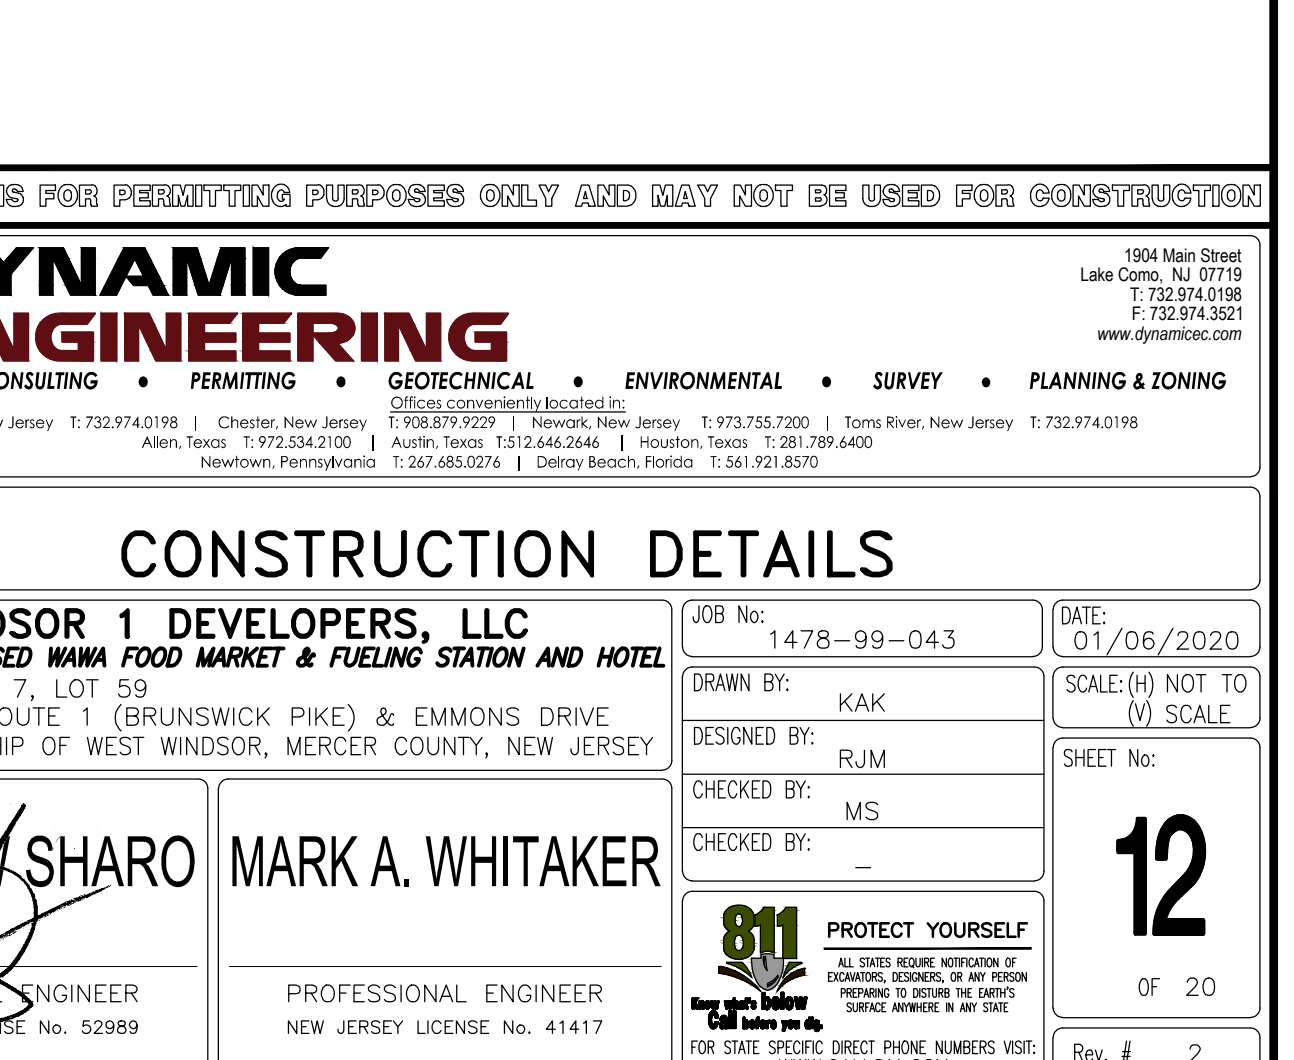 FOR PERMITTING PURPOSES ONLY AND MAY NOT BE USED FOR CONSTRUCTION
YNAMIC
NGINEERING
1904 Main Street
Lake Como, NJ 07719
T: 732.974.0198
F: 732.974.3521
www.dynamicec.com
ONSULTING • PERMITTING • GEOTECHNICAL • ENVIRONMENTAL • SURVEY • PLANNING & ZONING
Offices conveniently located in:
Jersey T: 732.974.0198 | Chester, New Jersey T: 908.879.9229 | Newark, New Jersey T: 973.755.7200 | Toms River, New Jersey T: 732.974.0198
Allen, Texas T: 972.534.2100 | Austin, Texas T:512.646.2646 | Houston, Texas T: 281.789.6400
Newtown, Pennsylvania T: 267.685.0276 | Delray Beach, Florida T: 561.921.8570
CONSTRUCTION DETAILS
DSOR 1 DEVELOPERS, LLC
SED WAWA FOOD MARKET & FUELING STATION AND HOTEL
7, LOT 59
OUTE 1 (BRUNSWICK PIKE) & EMMONS DRIVE
HIP OF WEST WINDSOR, MERCER COUNTY, NEW JERSEY
JOB No:
1478-99-043
DATE:
01/06/2020
DRAWN BY:
KAK
DESIGNED BY:
RJM
CHECKED BY:
MS
CHECKED BY:
–
SCALE: (H) NOT TO
(V) SCALE
SHEET No:
12
OF 20
SHARO
ENGINEER
NSE No. 52989
MARK A. WHITAKER
PROFESSIONAL ENGINEER
NEW JERSEY LICENSE No. 41417
811
Know what's below
Call before you dig.
PROTECT YOURSELF
ALL STATES REQUIRE NOTIFICATION OF
EXCAVATORS, DESIGNERS, OR ANY PERSON
PREPARING TO DISTURB THE EARTH'S
SURFACE ANYWHERE IN ANY STATE
FOR STATE SPECIFIC DIRECT PHONE NUMBERS VISIT:
Rev. # 2